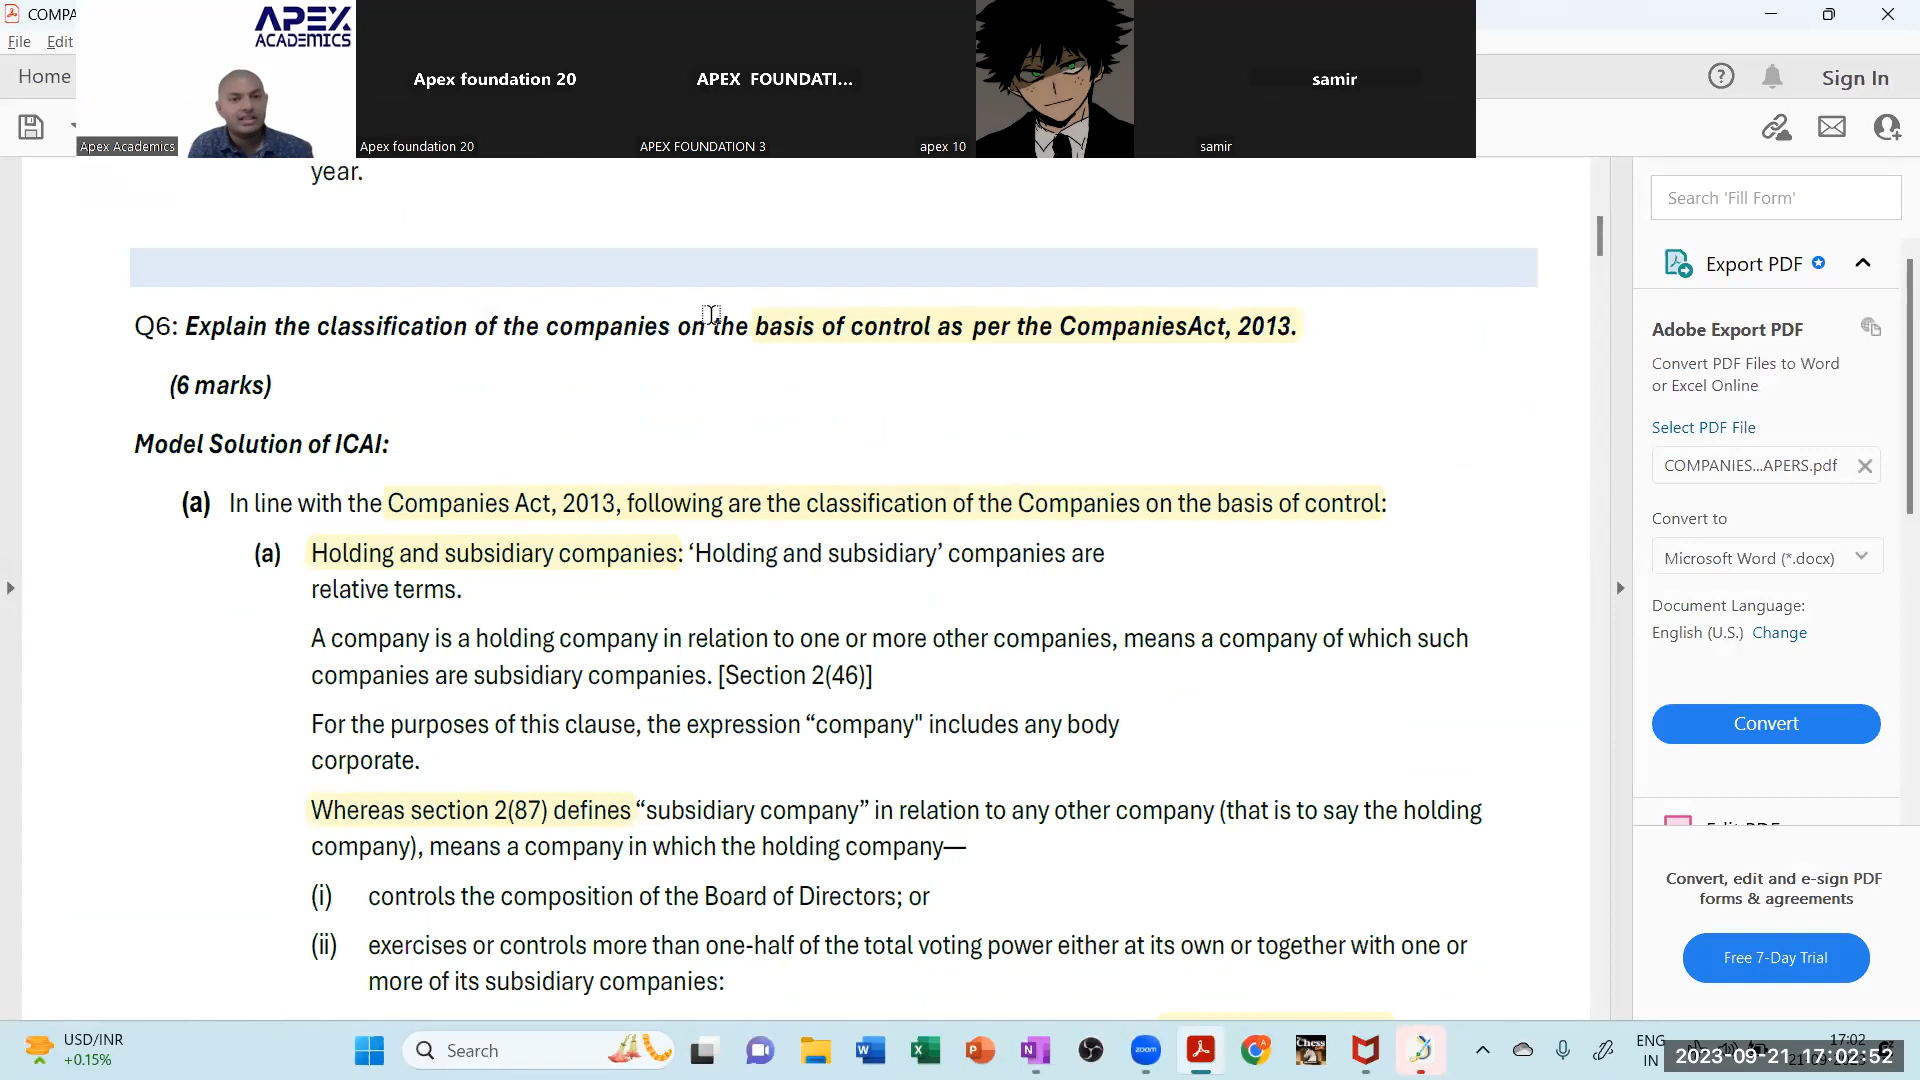 COMPA
File Edit
Home
APEX
ACADEMICS
Apex Academics
Apex foundation 20
Apex foundation 20
APEX FOUNDATI...
APEX FOUNDATION 3
apex 10
samir
samir
Sign In
year.
Q6: Explain the classification of the companies on the basis of control as per the CompaniesAct, 2013.
(6 marks)
Model Solution of ICAI:
(a) In line with the Companies Act, 2013, following are the classification of the Companies on the basis of control:
(a) Holding and subsidiary companies: ‘Holding and subsidiary’ companies are
relative terms.
A company is a holding company in relation to one or more other companies, means a company of which such
companies are subsidiary companies. [Section 2(46)]
For the purposes of this clause, the expression “company" includes any body
corporate.
Whereas section 2(87) defines “subsidiary company” in relation to any other company (that is to say the holding
company), means a company in which the holding company—
(i) controls the composition of the Board of Directors; or
(ii) exercises or controls more than one-half of the total voting power either at its own or together with one or
more of its subsidiary companies:
Search 'Fill Form'
Export PDF
Adobe Export PDF
Convert PDF Files to Word
or Excel Online
Select PDF File
COMPANIES...APERS.pdf
Convert to
Microsoft Word (*.docx)
Document Language:
English (U.S.) Change
Convert
Convert, edit and e-sign PDF
forms & agreements
Free 7-Day Trial
USD/INR
+0.15%
Search
zoom
Chess
ENG
IN
17:02
2023-09-21 17:02:52